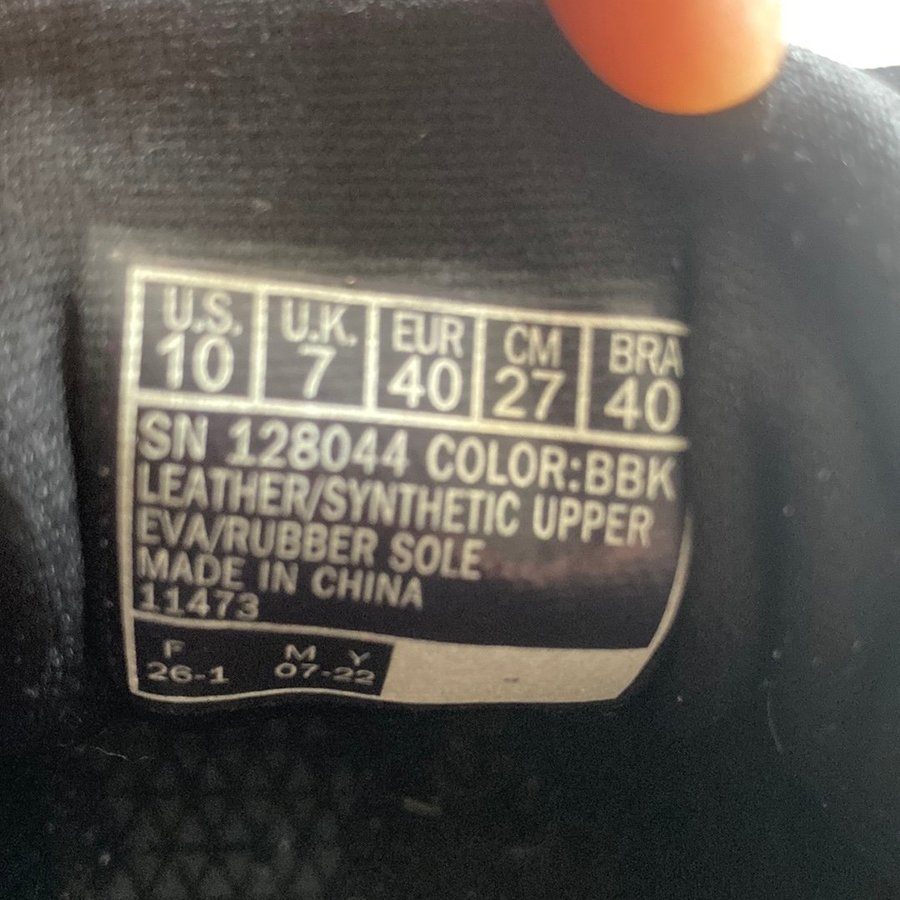 U.S. U.K. EUR CM BRA
10 7 40 27 40
SN 128044 COLOR:BBK
LEATHER/SYNTHETIC UPPER
EVA/RUBBER SOLE
MADE IN CHINA
11473
F M Y
26-1 07-22